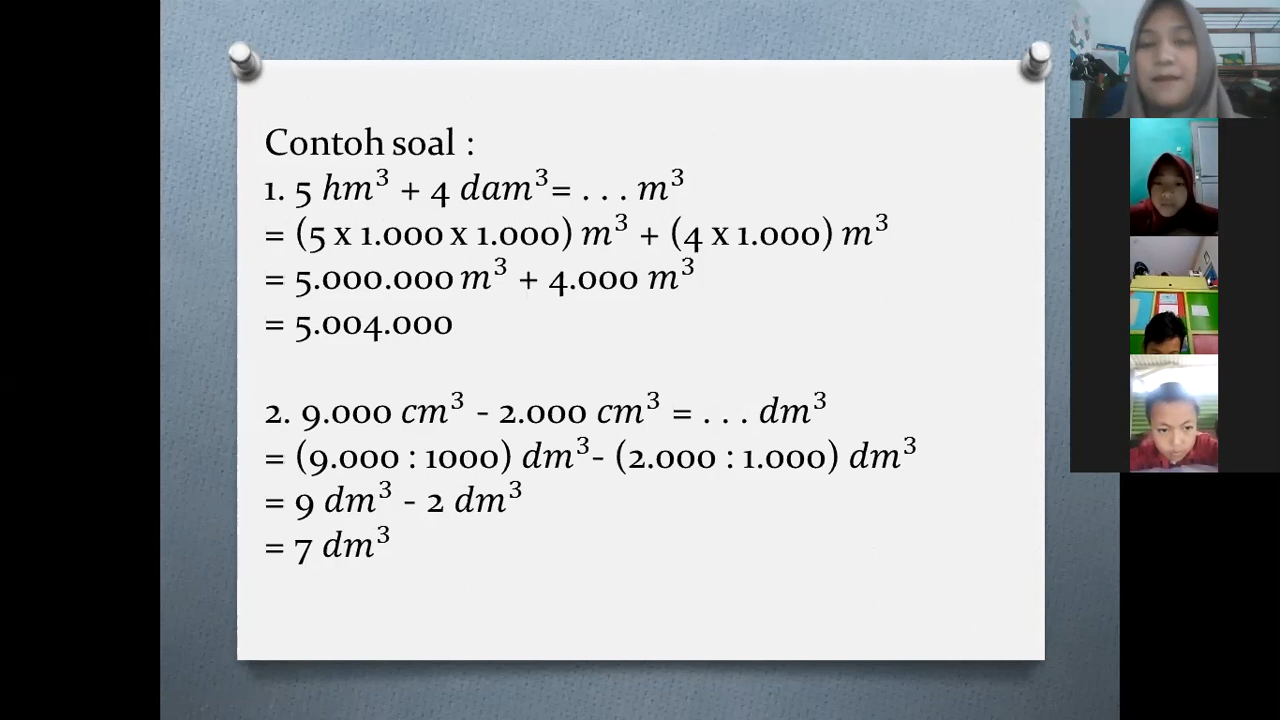 Contoh soal :
1. 5 hm³ + 4 dam³= . . . m³
= (5 x 1.000 x 1.000) m³ + (4 x 1.000) m³
= 5.000.000 m³ + 4.000 m³
= 5.004.000
2. 9.000 cm³ - 2.000 cm³ = . . . dm³
= (9.000 : 1000) dm³- (2.000 : 1.000) dm³
= 9 dm³ - 2 dm³
= 7 dm³